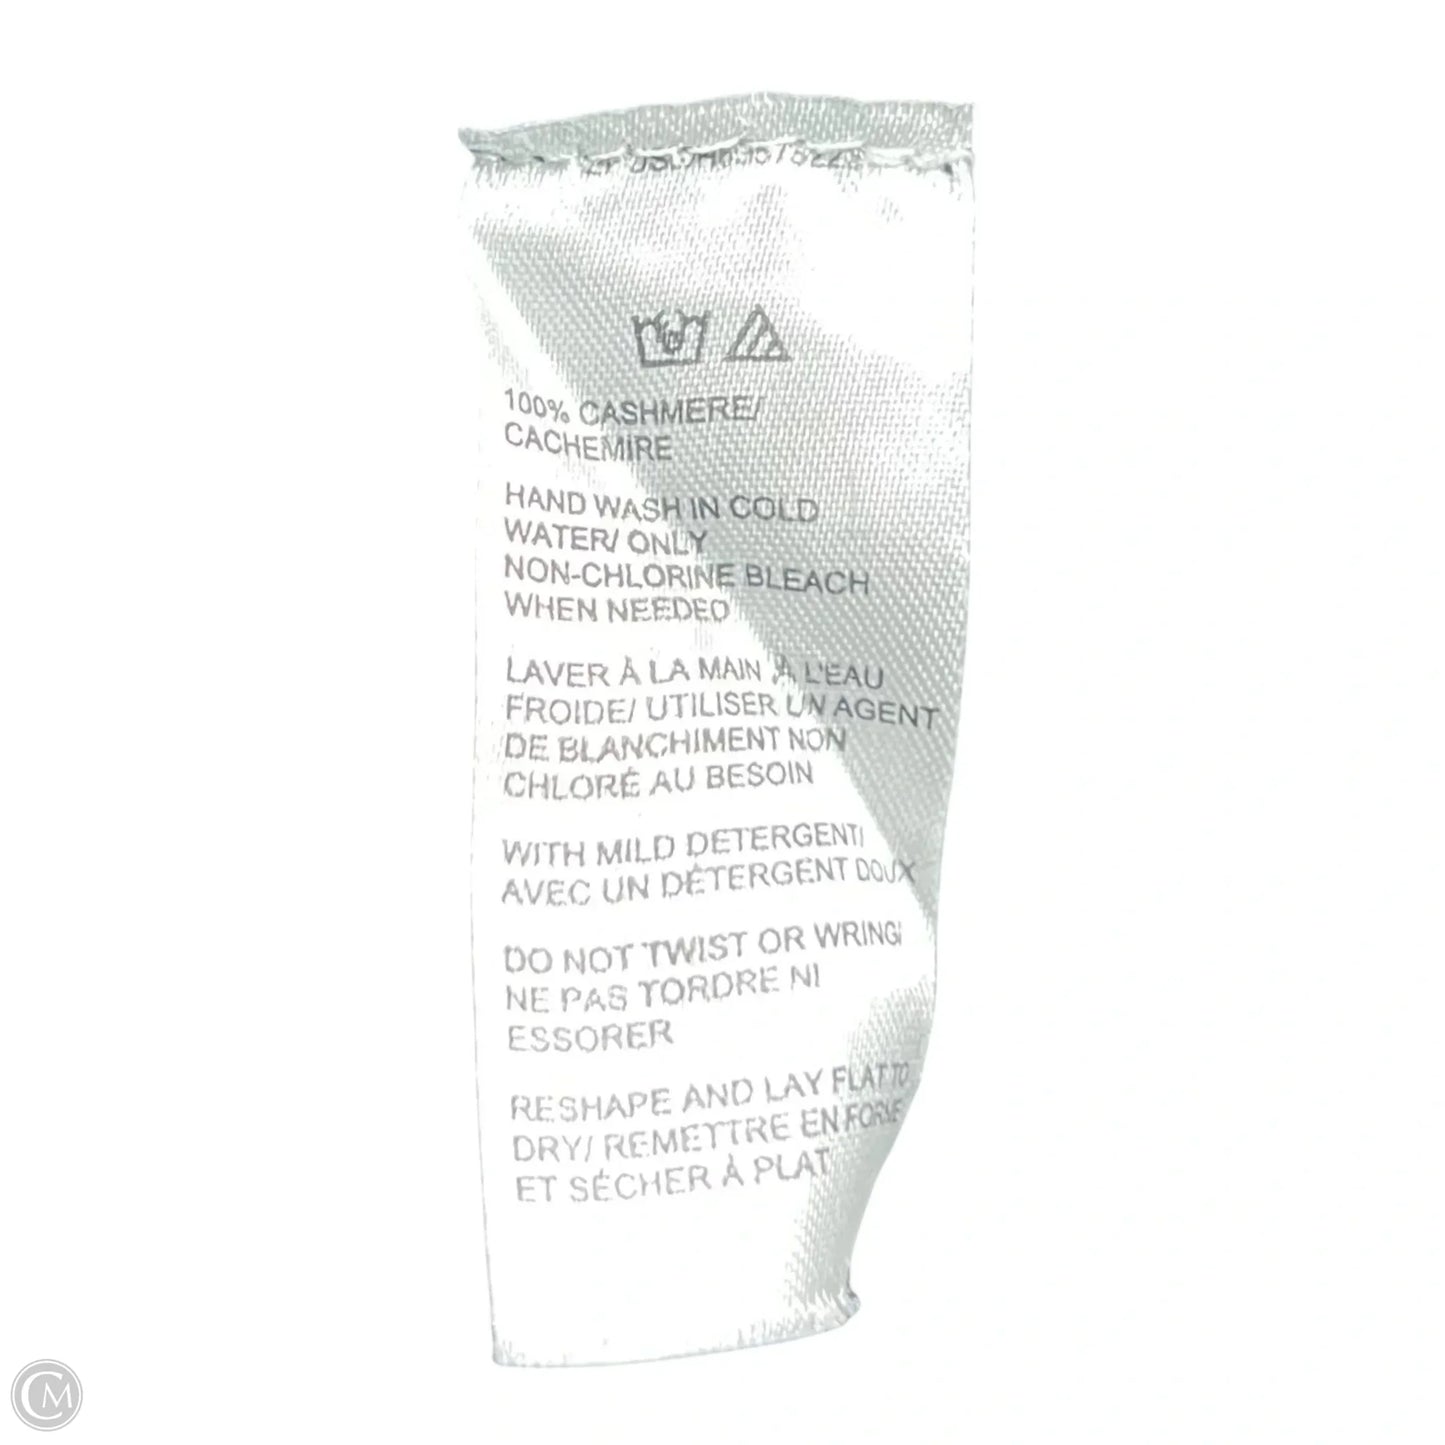 100% CASHMERE/
CACHEMIRE
HAND WASH IN COLD
WATER/ ONLY
NON-CHLORINE BLEACH
WHEN NEEDED
LAVER À LA MAIN À L'EAU
FROIDE/ UTILISER UN AGENT
DE BLANCHIMENT NON
CHLORÉ AU BESOIN
WITH MILD DETERGENT/
AVEC UN DÉTERGENT DOUX
DO NOT TWIST OR WRING/
NE PAS TORDRE NI
ESSORER
RESHAPE AND LAY FLAT TO
DRY/ REMETTRE EN FORME
ET SÉCHER À PLAT
CM